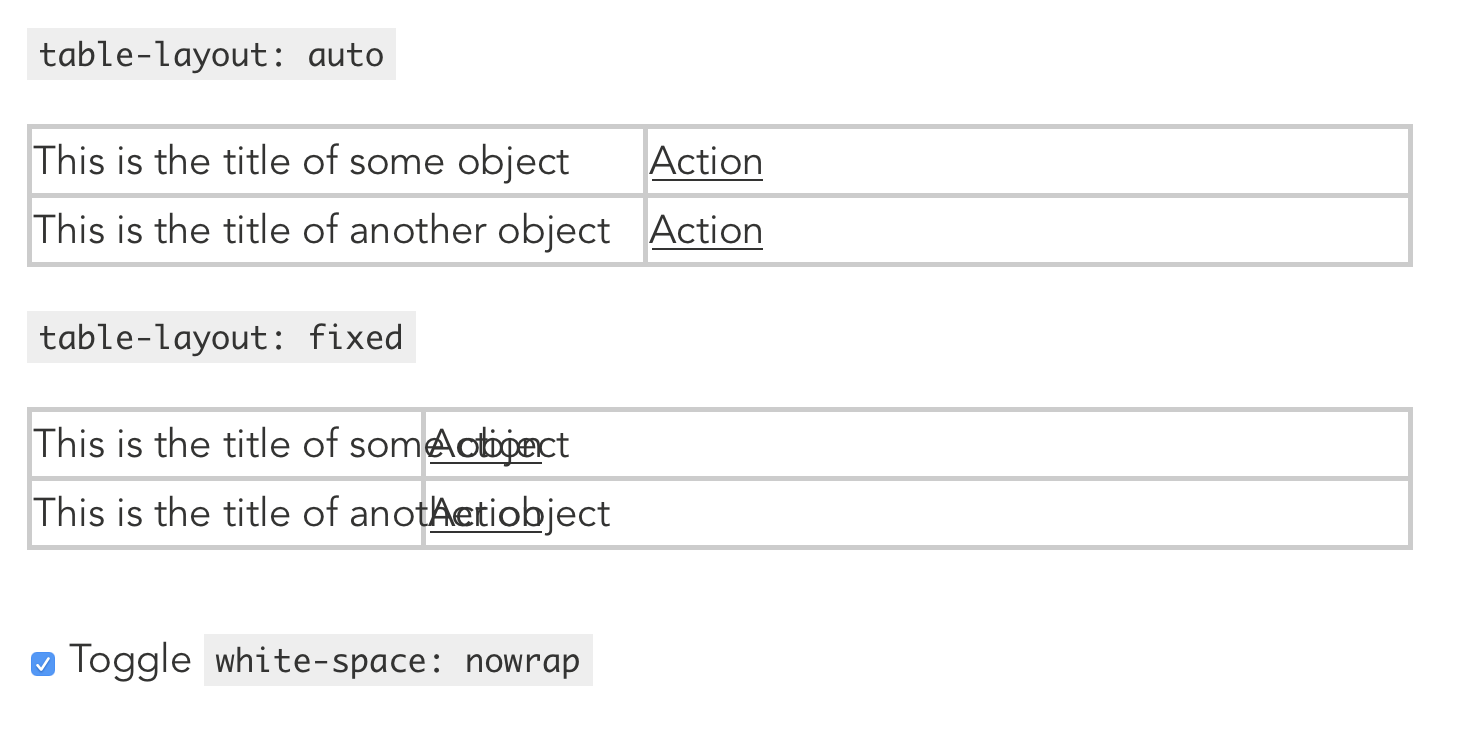 table-layout: auto
This is the title of some object Action
This is the title of another object Action
table-layout: fixed
This is the title of some object Action
This is the title of another object Action
Toggle white-space: nowrap